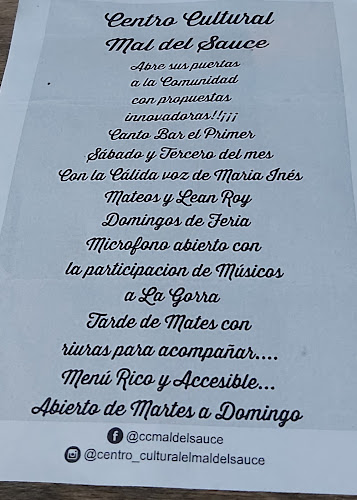 Centro Cultural
Mal del Sauce
Abre sus puertas
a la Comunidad
con propuestas
innovadoras!!¡¡¡
Canto Bar el Primer
Sábado y Tercero del mes
Con la Cálida voz de Maria Inés
Mateos y Lean Roy
Domingos de Feria
Microfono abierto con
la participacion de Músicos
a La Gorra
Tarde de Mates con
riuras para acompañar....
Menú Rico y Accesible...
Abierto de Martes a Domingo
@ccmaldelsauce
@centro_culturalelmaldelsauce